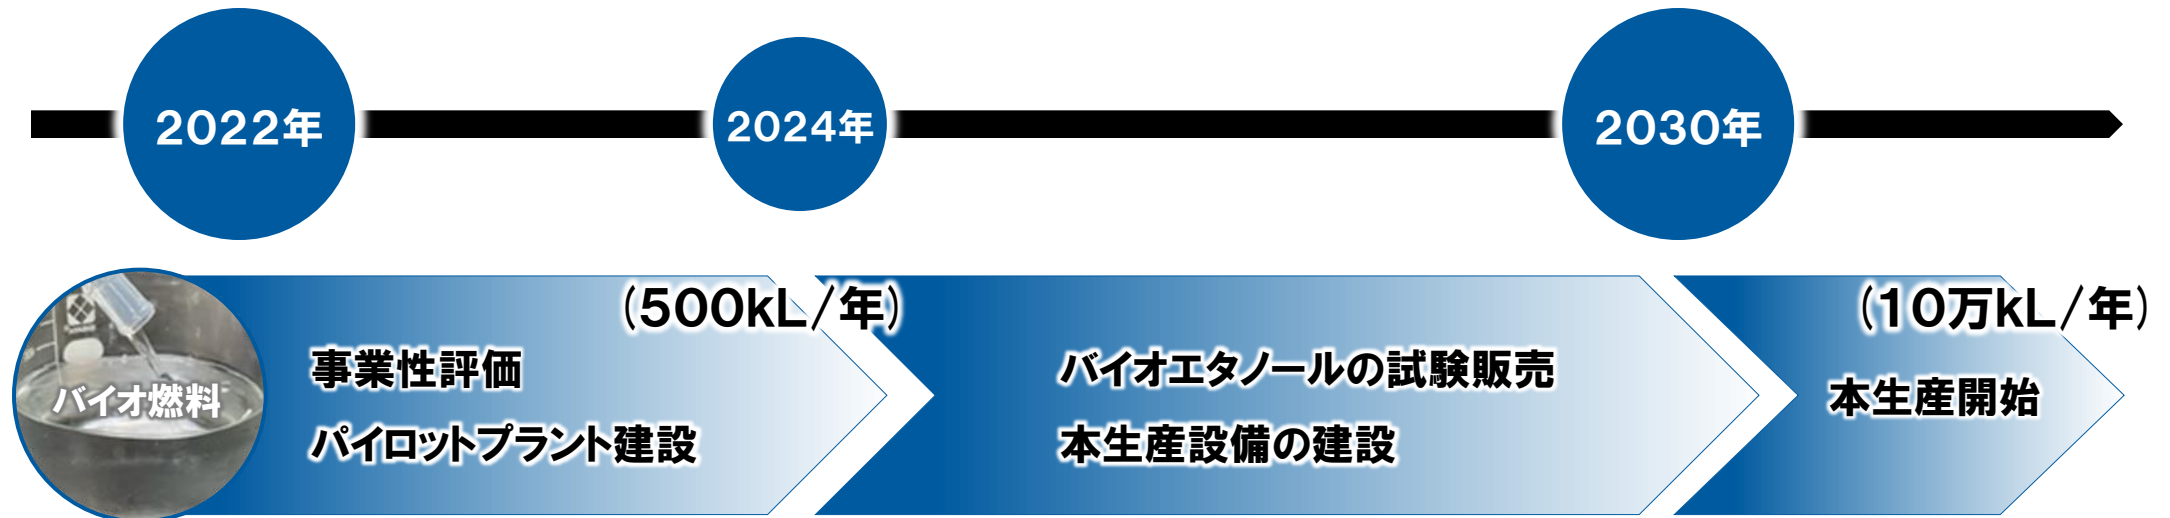 2022年
2024年
2030年
バイオ燃料
(500kL/年)
事業性評価
パイロットプラント建設
バイオエタノールの試験販売
本生産設備の建設
(10万kL/年)
本生産開始